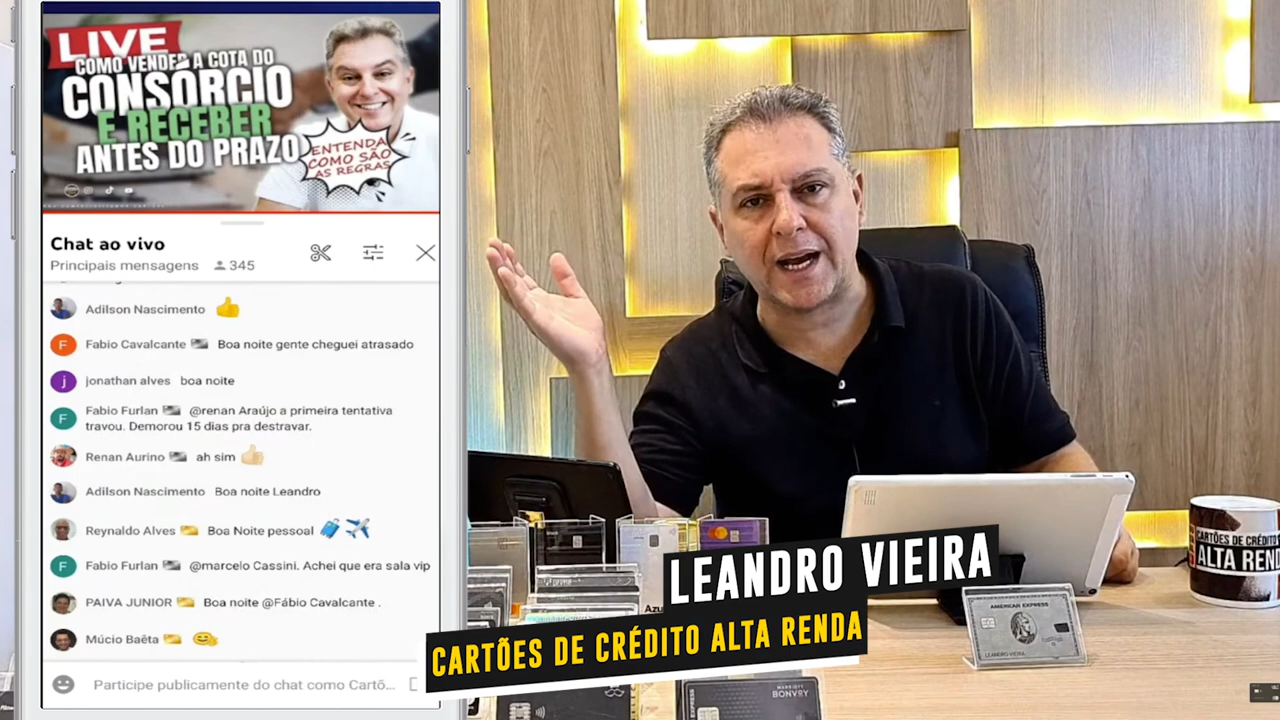 LIVE
COMO VENDER A COTA DO
CONSÓRCIO
E RECEBER
ANTES DO PRAZO
ENTENDA
COMO SÃO
AS REGRAS
Chat ao vivo
Principais mensagens 345
Adilson Nascimento 👍
F Fabio Cavalcante Boa noite gente cheguei atrasado
j jonathan alves boa noite
F Fabio Furlan @renan Araújo a primeira tentativa
travou. Demorou 15 dias pra destravar.
Renan Aurino ah sim 👍🏻
Adilson Nascimento Boa noite Leandro
Reynaldo Alves Boa Noite pessoal 🧳✈️
F Fabio Furlan @marcelo Cassini. Achei que era sala vip
PAIVA JUNIOR Boa noite @Fábio Cavalcante .
Múcio Baêta 🤗
articipe publicamente do chat como Cartõ...
LEANDRO VIEIRA
CARTÕES DE CRÉDITO ALTA RENDA
AMERICAN EXPRESS
LEANDRO VIEIRA
CARTÕES DE CRÉDITO
ALTA REND
Azu
MARRIOTT
BONVOY